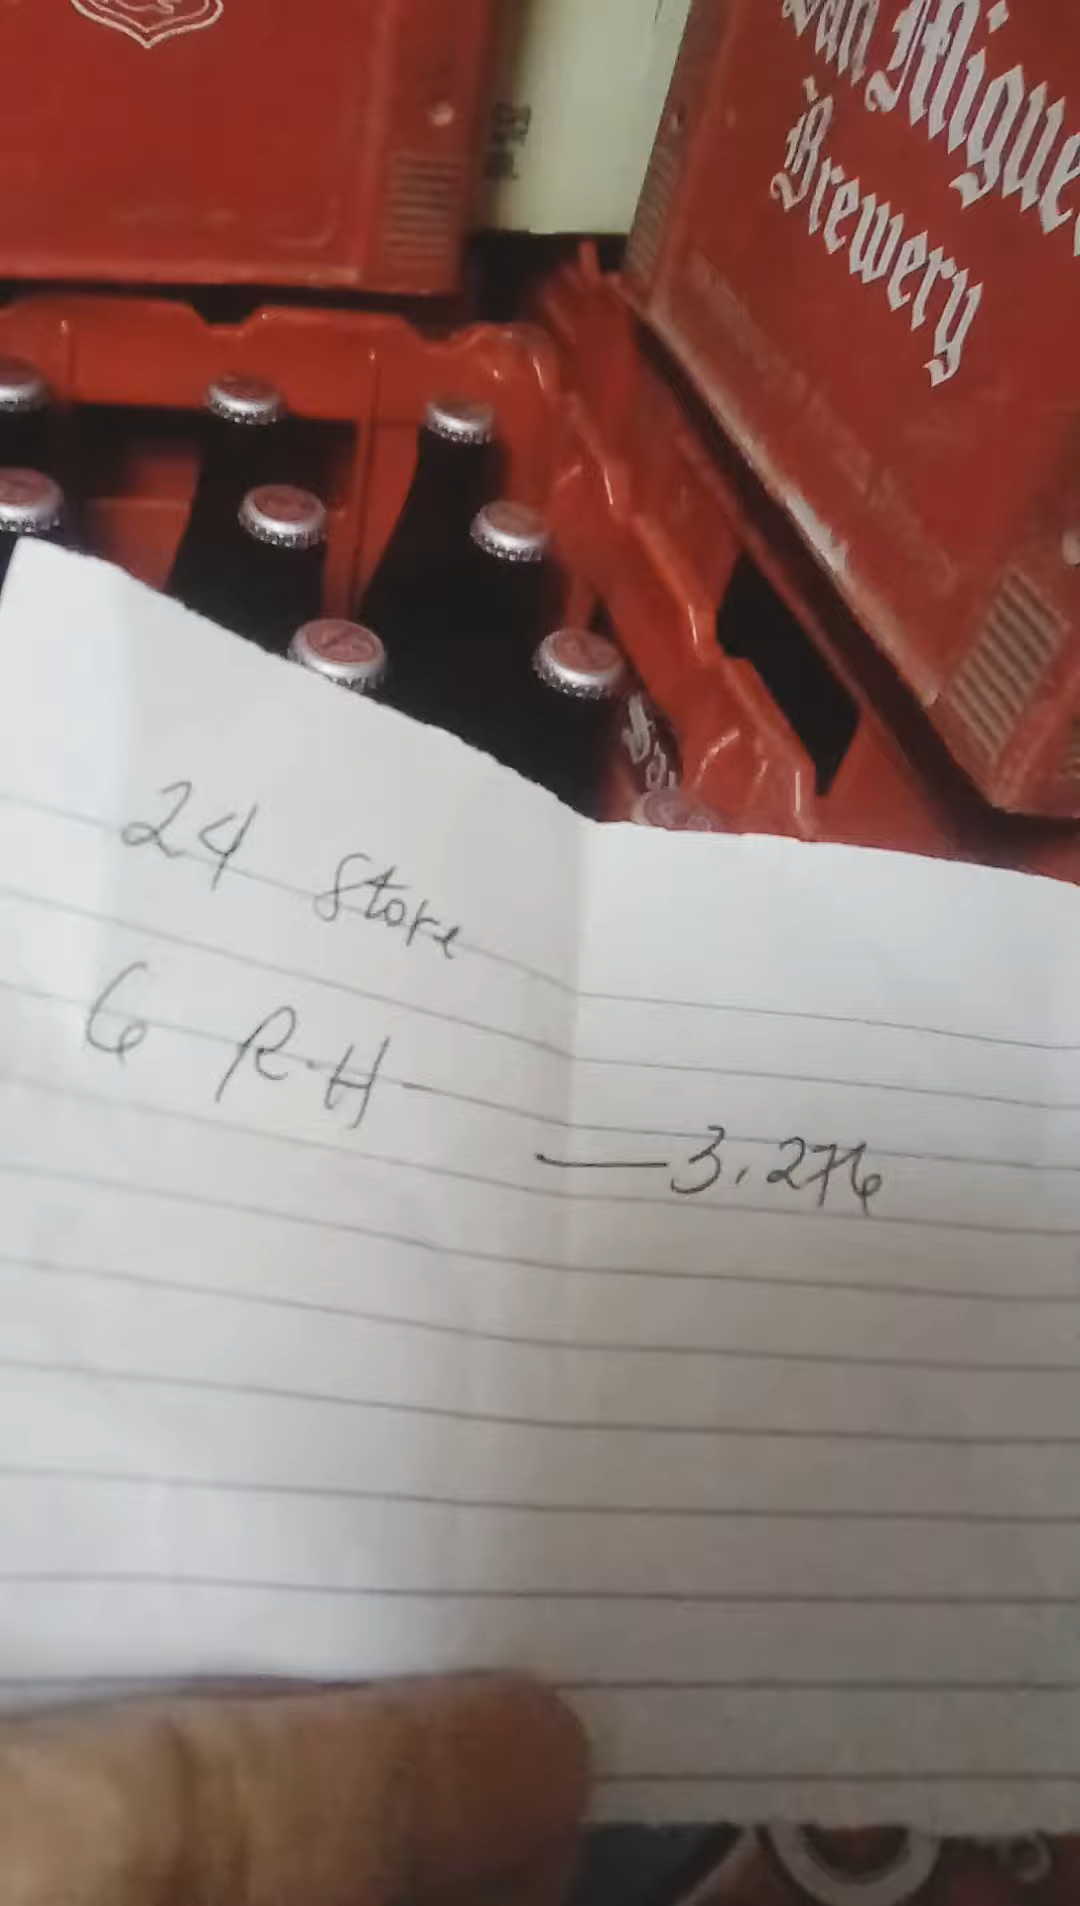 San Miguel
Brewery
24 Store
6 R.H -
— 3,276